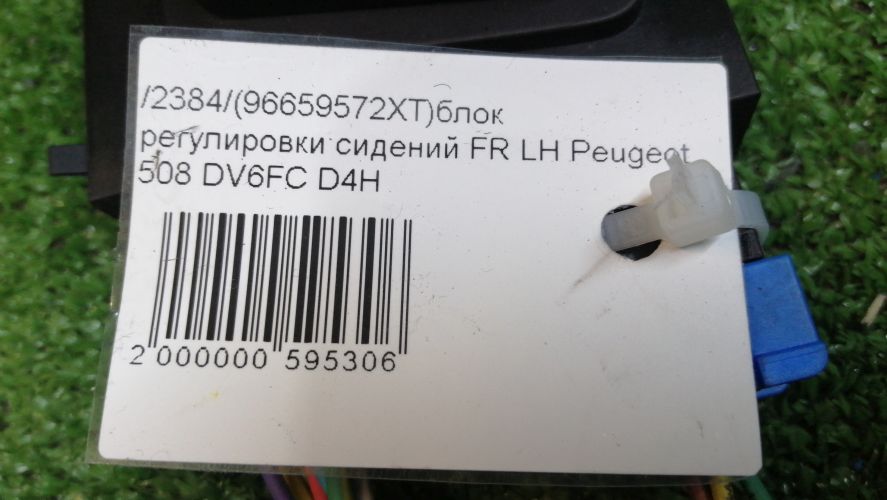 /2384/(96659572XT)блок
регулировки сидений FR LH Peugeot
508 DV6FC D4H
2 000000 595306